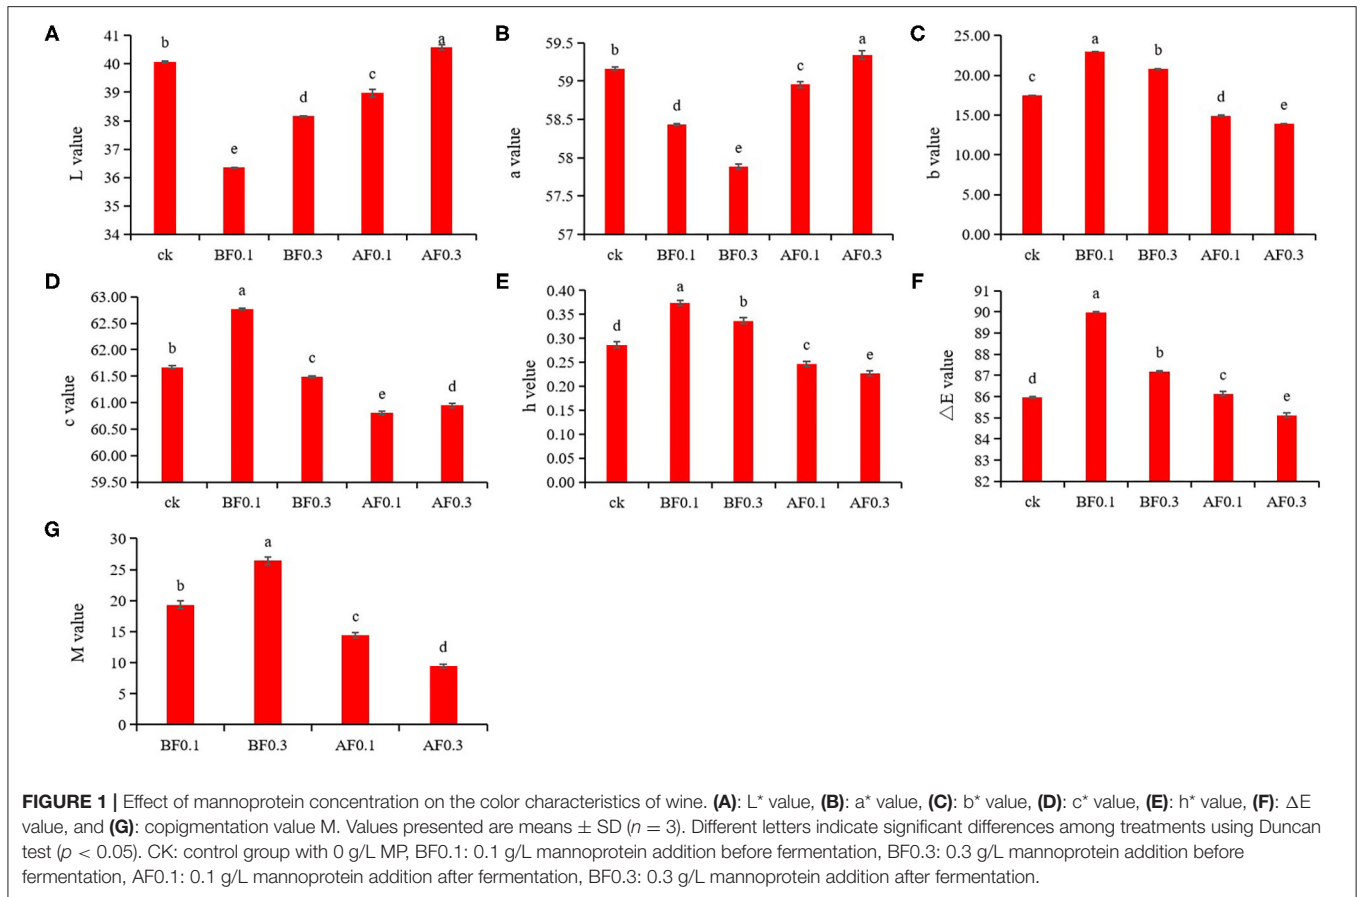 A
L value
41
40
39
38
37
36
35
34
b
e
d
c
a
ck BF0.1 BF0.3 AF0.1 AF0.3
B
a value
59.5
59
58.5
58
57.5
57
b
d
e
c
a
ck BF0.1 BF0.3 AF0.1 AF0.3
C
b value
25.00
20.00
15.00
10.00
5.00
0.00
c
a
b
d
e
ck BF0.1 BF0.3 AF0.1 AF0.3
D
c value
63.00
62.50
62.00
61.50
61.00
60.50
60.00
59.50
b
a
c
e
d
ck BF0.1 BF0.3 AF0.1 AF0.3
E
h velue
0.40
0.35
0.30
0.25
0.20
0.15
0.10
0.05
0.00
d
a
b
c
e
ck BF0.1 BF0.3 AF0.1 AF0.3
F
△E value
91
90
89
88
87
86
85
84
83
82
d
a
b
c
e
ck BF0.1 BF0.3 AF0.1 AF0.3
G
M value
30
25
20
15
10
5
0
b
a
c
d
BF0.1 BF0.3 AF0.1 AF0.3
FIGURE 1 | Effect of mannoprotein concentration on the color characteristics of wine. (A): L* value, (B): a* value, (C): b* value, (D): c* value, (E): h* value, (F): ΔE
value, and (G): copigmentation value M. Values presented are means ± SD (n = 3). Different letters indicate significant differences among treatments using Duncan
test (p < 0.05). CK: control group with 0 g/L MP, BF0.1: 0.1 g/L mannoprotein addition before fermentation, BF0.3: 0.3 g/L mannoprotein addition before
fermentation, AF0.1: 0.1 g/L mannoprotein addition after fermentation, BF0.3: 0.3 g/L mannoprotein addition after fermentation.